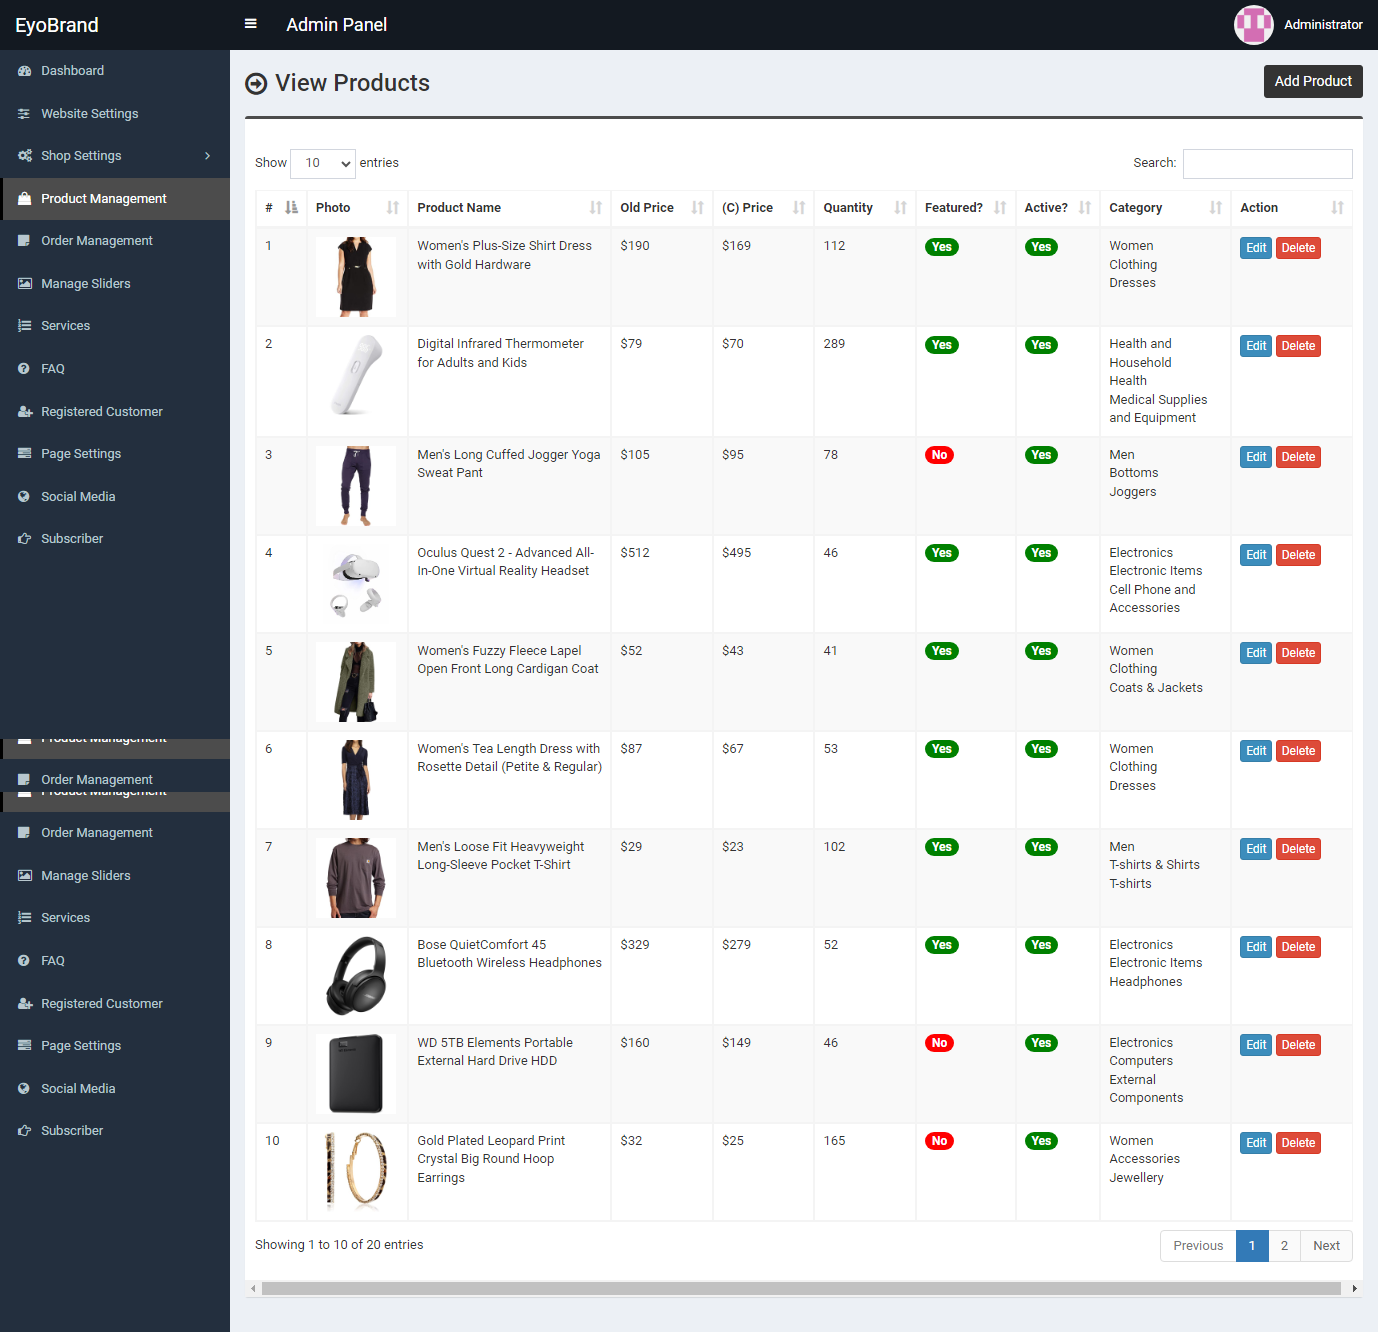 EyoBrand
Admin Panel
Administrator
Dashboard
Website Settings
Shop Settings
Product Management
Order Management
Manage Sliders
Services
FAQ
Registered Customer
Page Settings
Social Media
Subscriber
Product Management
Order Management
Product Management
Order Management
Manage Sliders
Services
FAQ
Registered Customer
Page Settings
Social Media
Subscriber
View Products
Add Product
Show 10 entries
Search:
# Photo Product Name Old Price (C) Price Quantity Featured? Active? Category Action
1 Women's Plus-Size Shirt Dress $190 $169 112 Yes Yes Women Edit Delete
with Gold Hardware Clothing
Dresses
2 Digital Infrared Thermometer $79 $70 289 Yes Yes Health and Edit Delete
for Adults and Kids Household
Health
Medical Supplies
and Equipment
3 Men's Long Cuffed Jogger Yoga $105 $95 78 No Yes Men Edit Delete
Sweat Pant Bottoms
Joggers
4 Oculus Quest 2 - Advanced All- $512 $495 46 Yes Yes Electronics Edit Delete
In-One Virtual Reality Headset Electronic Items
Cell Phone and
Accessories
5 Women's Fuzzy Fleece Lapel $52 $43 41 Yes Yes Women Edit Delete
Open Front Long Cardigan Coat Clothing
Coats & Jackets
6 Women's Tea Length Dress with $87 $67 53 Yes Yes Women Edit Delete
Rosette Detail (Petite & Regular) Clothing
Dresses
7 Men's Loose Fit Heavyweight $29 $23 102 Yes Yes Men Edit Delete
Long-Sleeve Pocket T-Shirt T-shirts & Shirts
T-shirts
8 Bose QuietComfort 45 $329 $279 52 Yes Yes Electronics Edit Delete
Bluetooth Wireless Headphones Electronic Items
Headphones
9 WD 5TB Elements Portable $160 $149 46 No Yes Electronics Edit Delete
External Hard Drive HDD Computers
External
Components
10 Gold Plated Leopard Print $32 $25 165 No Yes Women Edit Delete
Crystal Big Round Hoop Accessories
Earrings Jewellery
Showing 1 to 10 of 20 entries
Previous 1 2 Next